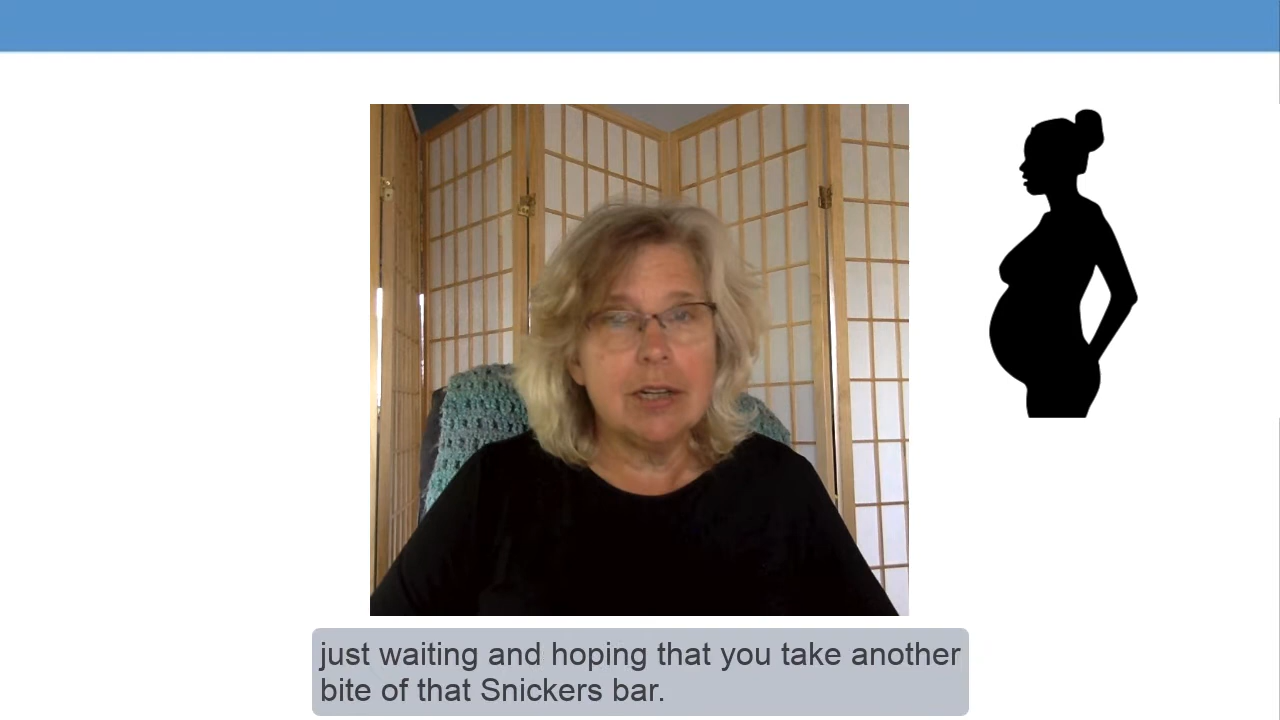 just waiting and hoping that you take another
bite of that Snickers bar.